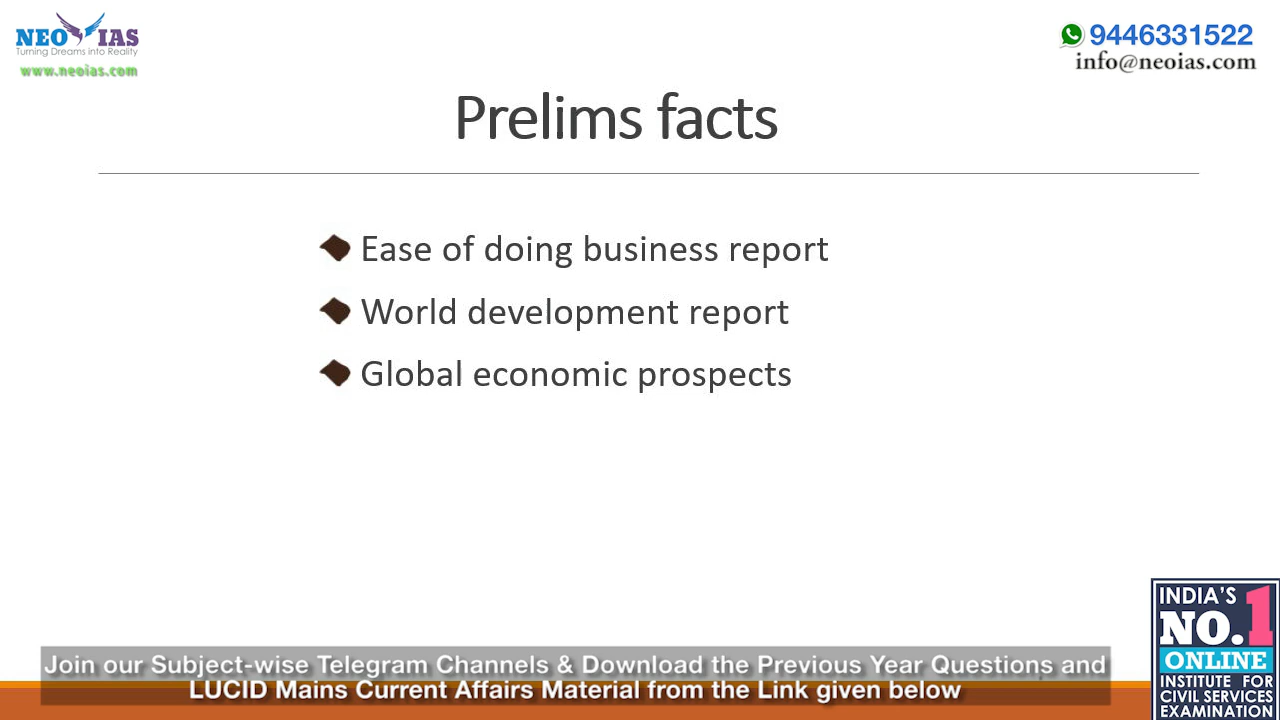 NEO IAS
Turning Dreams into Reality
www.neoias.com
9446331522
info@neoias.com
Prelims facts
Ease of doing business report
World development report
Global economic prospects
Join our Subject-wise Telegram Channels & Download the Previous Year Questions and
LUCID Mains Current Affairs Material from the Link given below
INDIA'S
NO.1
ONLINE
INSTITUTE FOR
CIVIL SERVICES
EXAMINATION